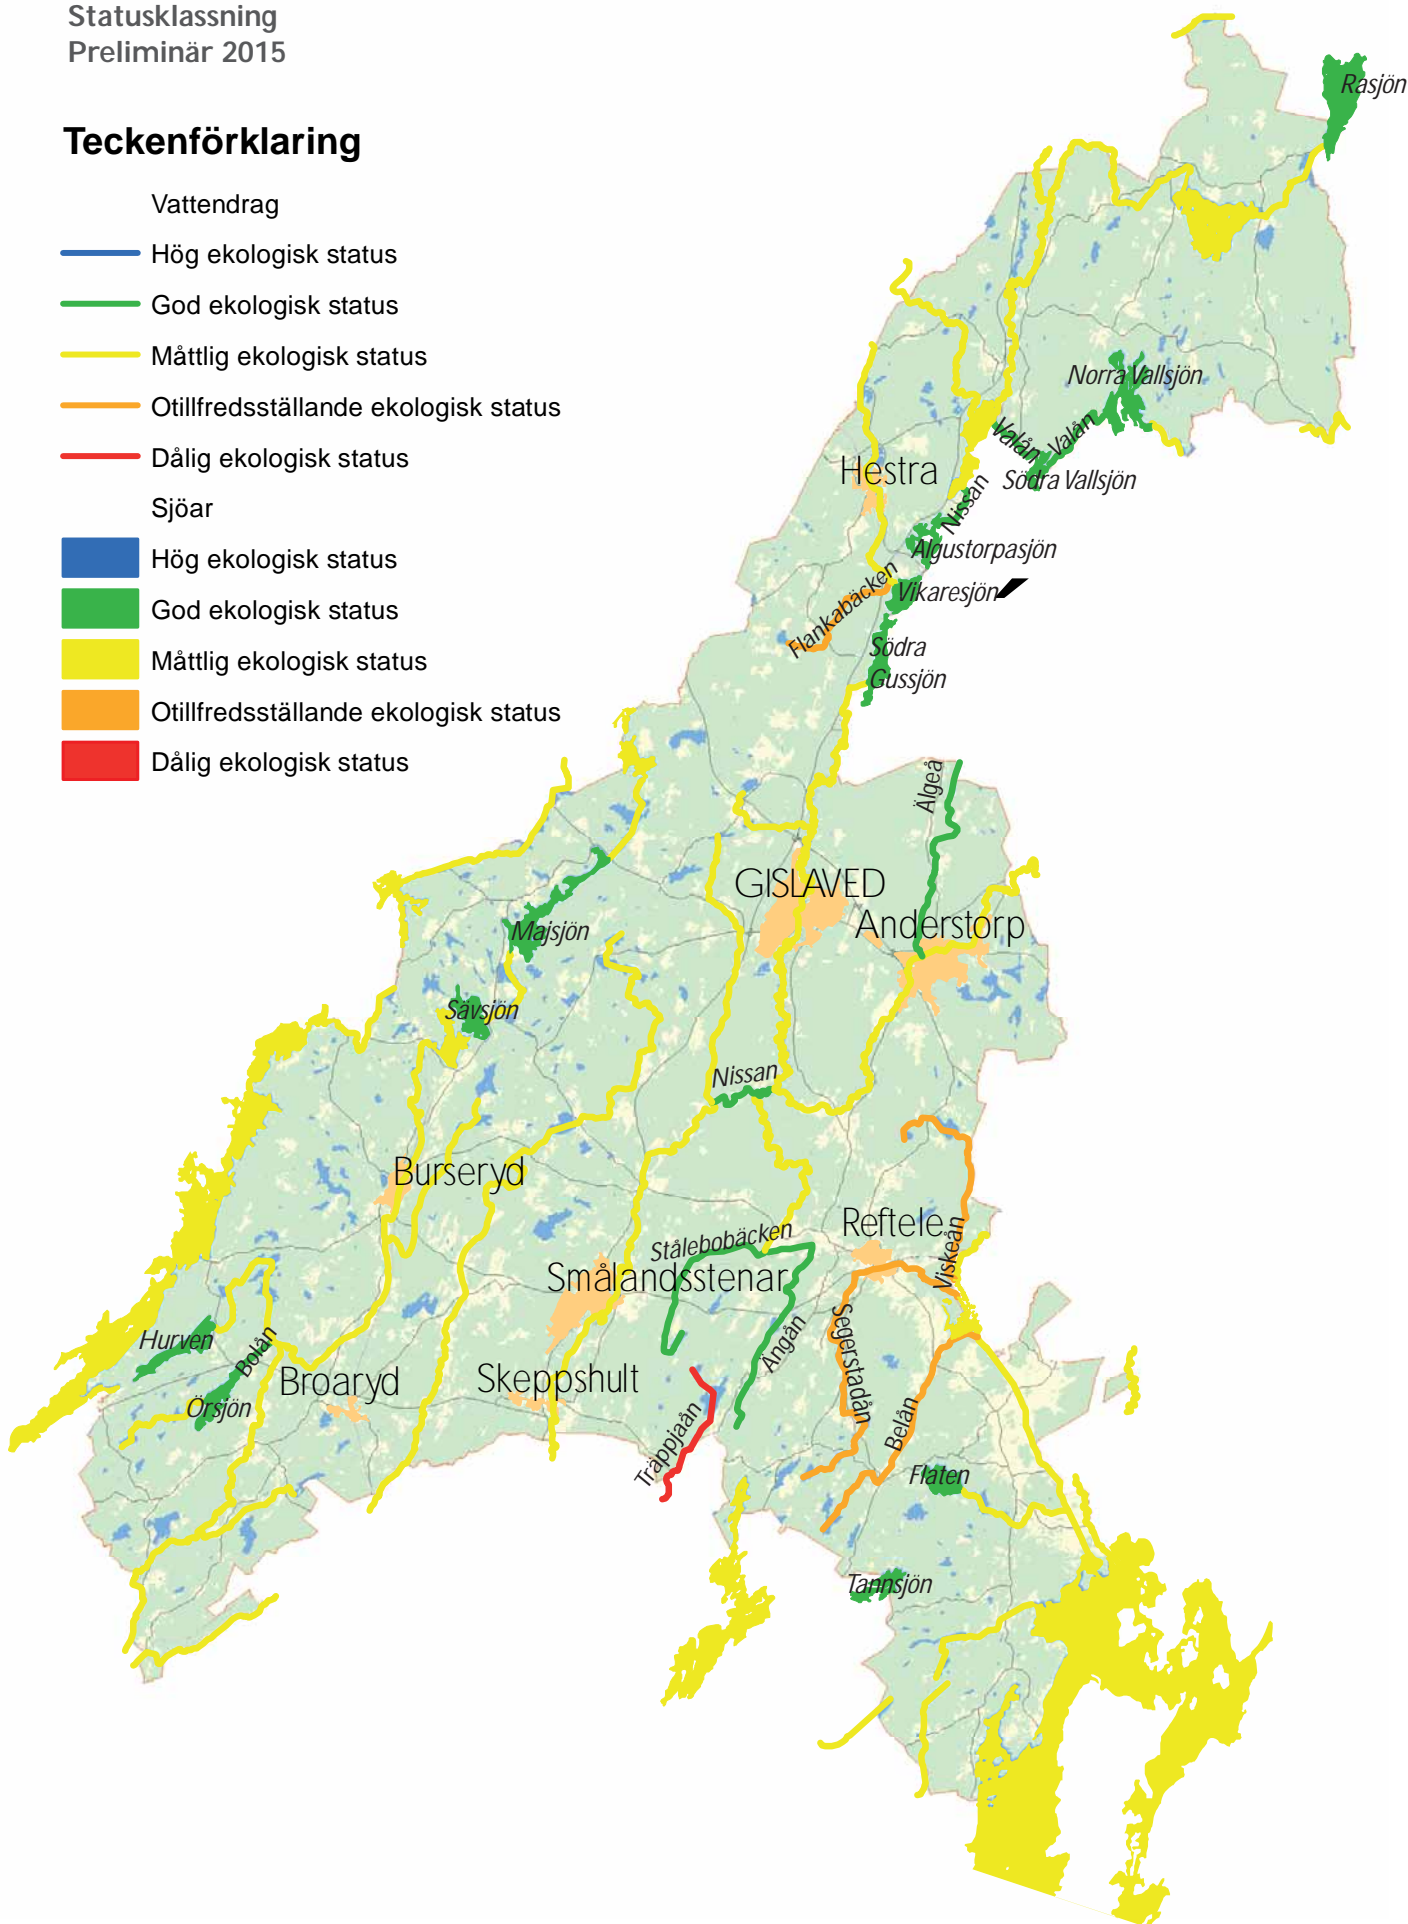 Statusklassning
Preliminär 2015
Teckenförklaring
Vattendrag
Hög ekologisk status
God ekologisk status
Måttlig ekologisk status
Otillfredsställande ekologisk status
Dålig ekologisk status
Sjöar
Hög ekologisk status
God ekologisk status
Måttlig ekologisk status
Otillfredsställande ekologisk status
Dålig ekologisk status
Rasjön
Norra Vallsjön
Valån
Valån
Södra Vallsjön
Hestra
Nissan
Algustorpasjön
Vikaresjön
Flankabäcken
Södra
Gussjön
Älgeå
GISLAVED
Anderstorp
Majsjön
Sävsjön
Nissan
Burseryd
Reftele
Stålebobäcken
Viskeån
Smålandsstenar
Hurven
Bolån
Ängån
Segerstadån
Broaryd
Skeppshult
Örsjön
Belån
Träppjaån
Flaten
Tannsjön